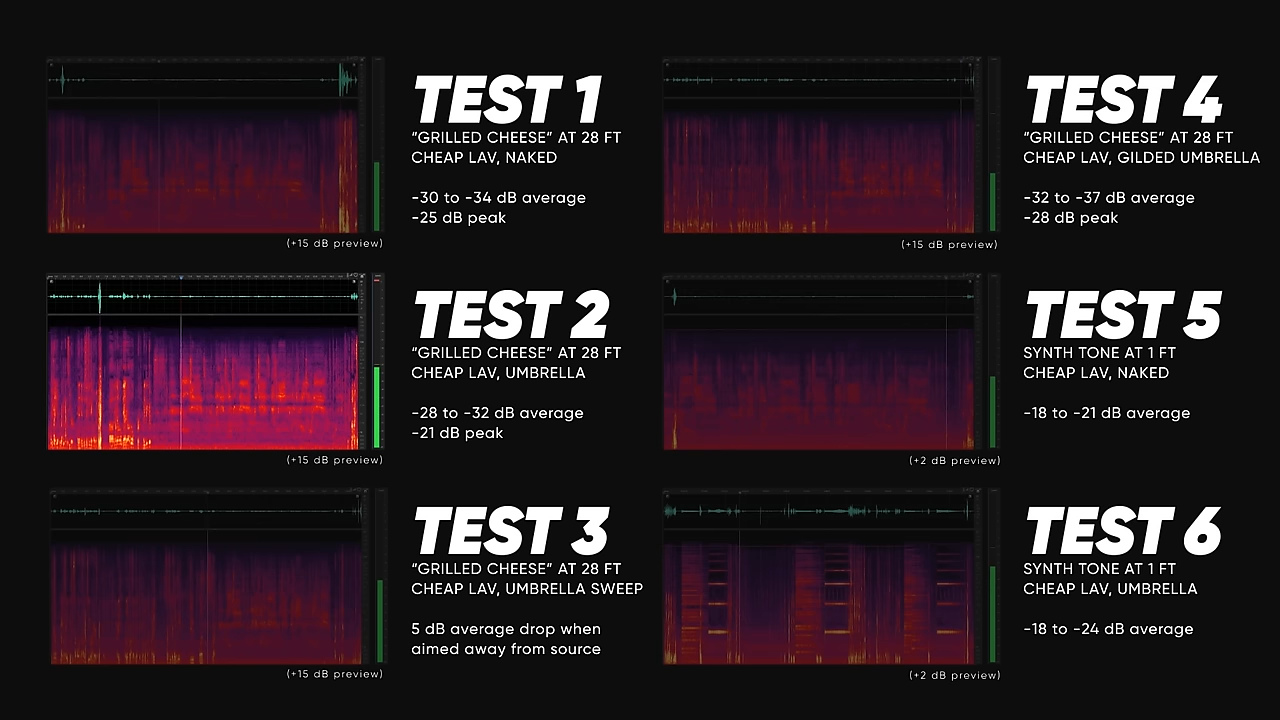 TEST 1
“GRILLED CHEESE” AT 28 FT
CHEAP LAV, NAKED
-30 to -34 dB average
-25 dB peak
(+15 dB preview)
TEST 2
“GRILLED CHEESE” AT 28 FT
CHEAP LAV, UMBRELLA
-28 to -32 dB average
-21 dB peak
(+15 dB preview)
TEST 3
“GRILLED CHEESE” AT 28 FT
CHEAP LAV, UMBRELLA SWEEP
5 dB average drop when
aimed away from source
(+15 dB preview)
TEST 4
“GRILLED CHEESE” AT 28 FT
CHEAP LAV, GILDED UMBRELLA
-32 to -37 dB average
-28 dB peak
(+15 dB preview)
TEST 5
SYNTH TONE AT 1 FT
CHEAP LAV, NAKED
-18 to -21 dB average
(+2 dB preview)
TEST 6
SYNTH TONE AT 1 FT
CHEAP LAV, UMBRELLA
-18 to -24 dB average
(+2 dB preview)